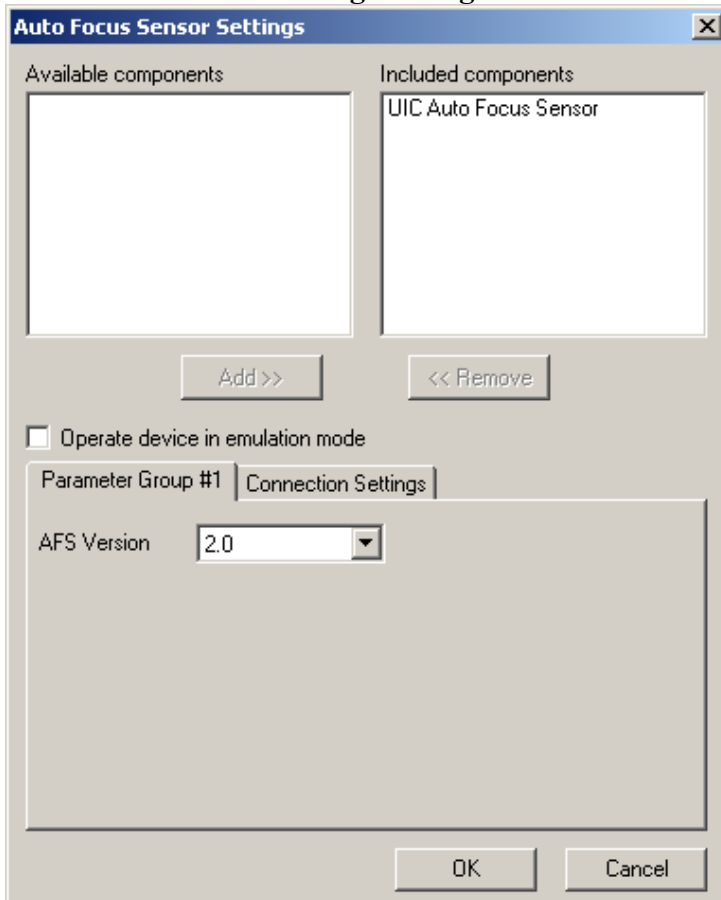 Auto Focus Sensor Settings
Available components
Included components
UIC Auto Focus Sensor
Add >>
<< Remove
Operate device in emulation mode
Parameter Group #1
Connection Settings
AFS Version
2.0
OK
Cancel